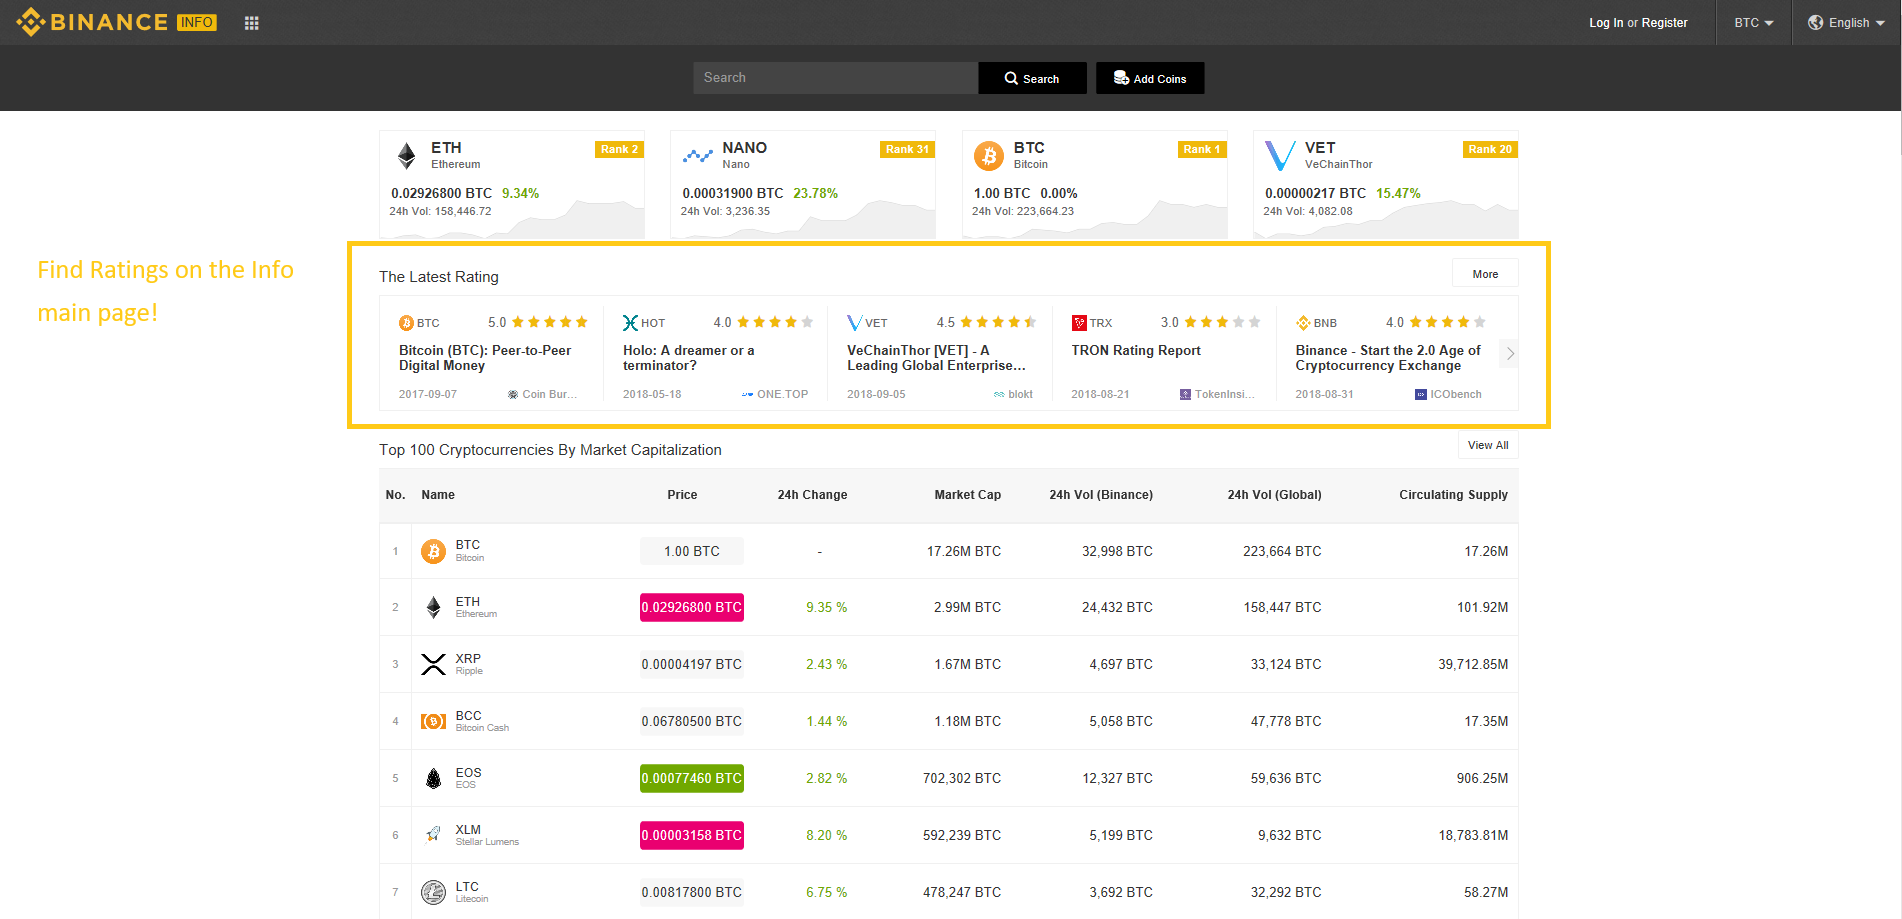 BINANCE INFO
Log In or Register
BTC
English
Search
Search
Add Coins
ETH
Rank 2
Ethereum
0.02926800 BTC 9.34%
24h Vol: 158,446.72
NANO
Rank 31
Nano
0.00031900 BTC 23.78%
24h Vol: 3,236.35
BTC
Rank 1
Bitcoin
1.00 BTC 0.00%
24h Vol: 223,664.23
VET
Rank 20
VeChainThor
0.00000217 BTC 15.47%
24h Vol: 4,082.08
Find Ratings on the Info
main page!
The Latest Rating
More
BTC 5.0
Bitcoin (BTC): Peer-to-Peer
Digital Money
2017-09-07 Coin Bur...
HOT 4.0
Holo: A dreamer or a
terminator?
2018-05-18 ONE.TOP
VET 4.5
VeChainThor [VET] - A
Leading Global Enterprise...
2018-09-05 blokt
TRX 3.0
TRON Rating Report
2018-08-21 TokenInsi...
BNB 4.0
Binance - Start the 2.0 Age of
Cryptocurrency Exchange
2018-08-31 ICObench
Top 100 Cryptocurrencies By Market Capitalization
View All
No. Name Price 24h Change Market Cap 24h Vol (Binance) 24h Vol (Global) Circulating Supply
1 BTC Bitcoin 1.00 BTC - 17.26M BTC 32,998 BTC 223,664 BTC 17.26M
2 ETH Ethereum 0.02926800 BTC 9.35 % 2.99M BTC 24,432 BTC 158,447 BTC 101.92M
3 XRP Ripple 0.00004197 BTC 2.43 % 1.67M BTC 4,697 BTC 33,124 BTC 39,712.85M
4 BCC Bitcoin Cash 0.06780500 BTC 1.44 % 1.18M BTC 5,058 BTC 47,778 BTC 17.35M
5 EOS EOS 0.00077460 BTC 2.82 % 702,302 BTC 12,327 BTC 59,636 BTC 906.25M
6 XLM Stellar Lumens 0.00003158 BTC 8.20 % 592,239 BTC 5,199 BTC 9,632 BTC 18,783.81M
7 LTC Litecoin 0.00817800 BTC 6.75 % 478,247 BTC 3,692 BTC 32,292 BTC 58.27M